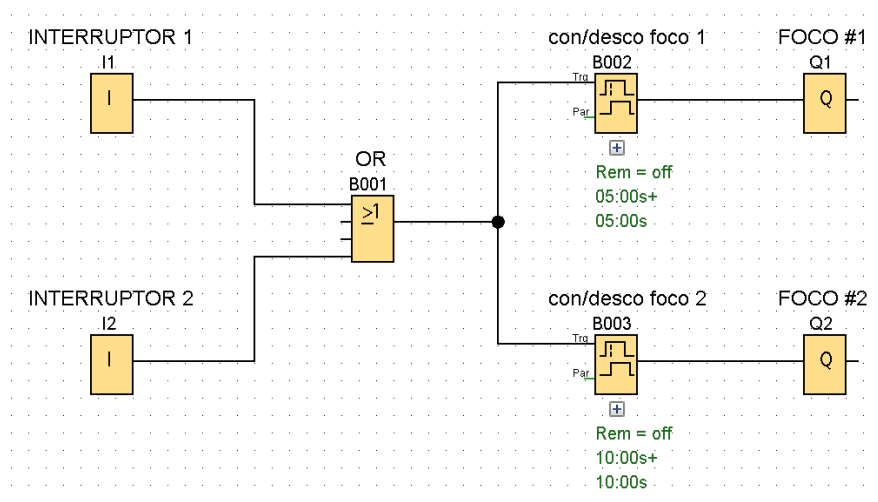 INTERRUPTOR 1
I1
I
con/desco foco 1
B002
Trg
Par
Rem = off
05:00s+
05:00s
FOCO #1
Q1
Q
OR
B001
≥1
INTERRUPTOR 2
I2
I
con/desco foco 2
B003
Trg
Par
Rem = off
10:00s+
10:00s
FOCO #2
Q2
Q